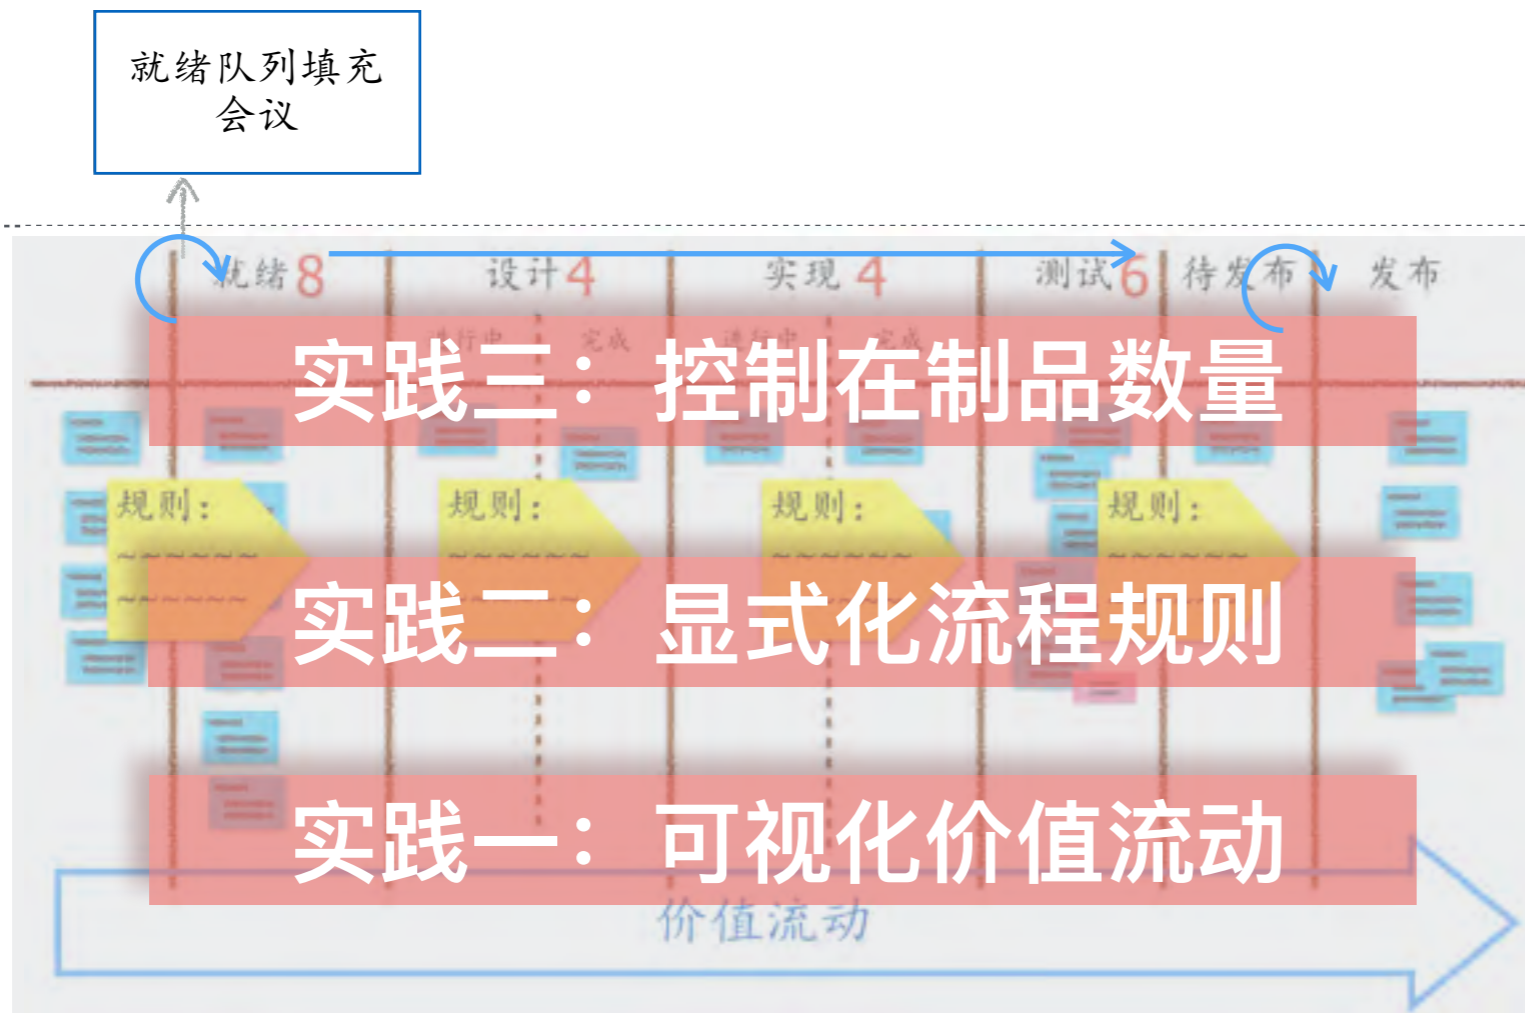 就绪队列填充
会议
就绪8 设计4 实现 4 测试6 待发布 发布
进行中 完成 进行中 完成
实践三：控制在制品数量
规则： 规则： 规则： 规则：
实践二：显式化流程规则
实践一：可视化价值流动
价值流动